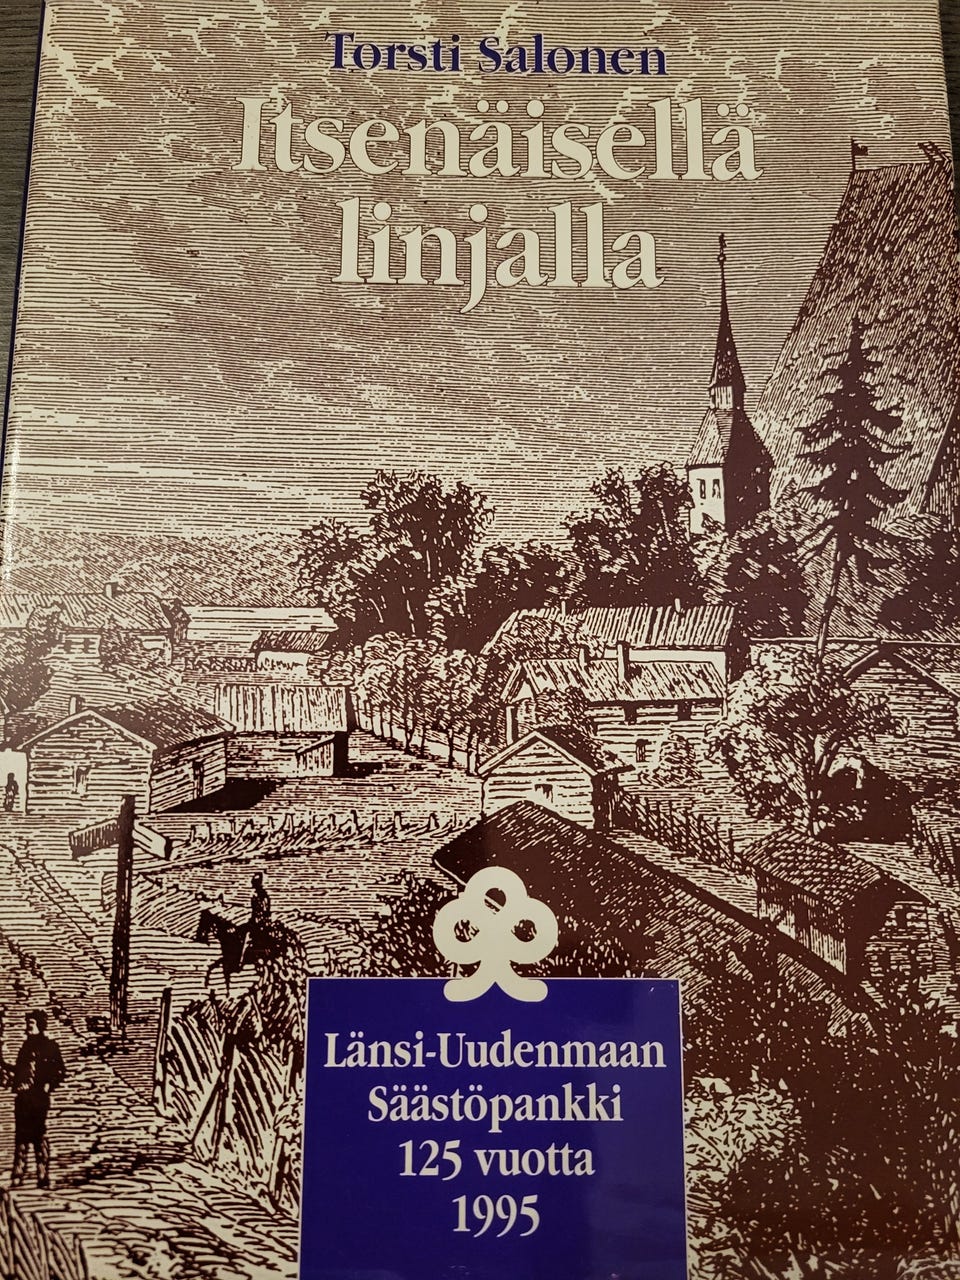 Torsti Salonen
Itsenäisellä
linjalla
Länsi-Uudenmaan
Säästöpankki
125 vuotta
1995